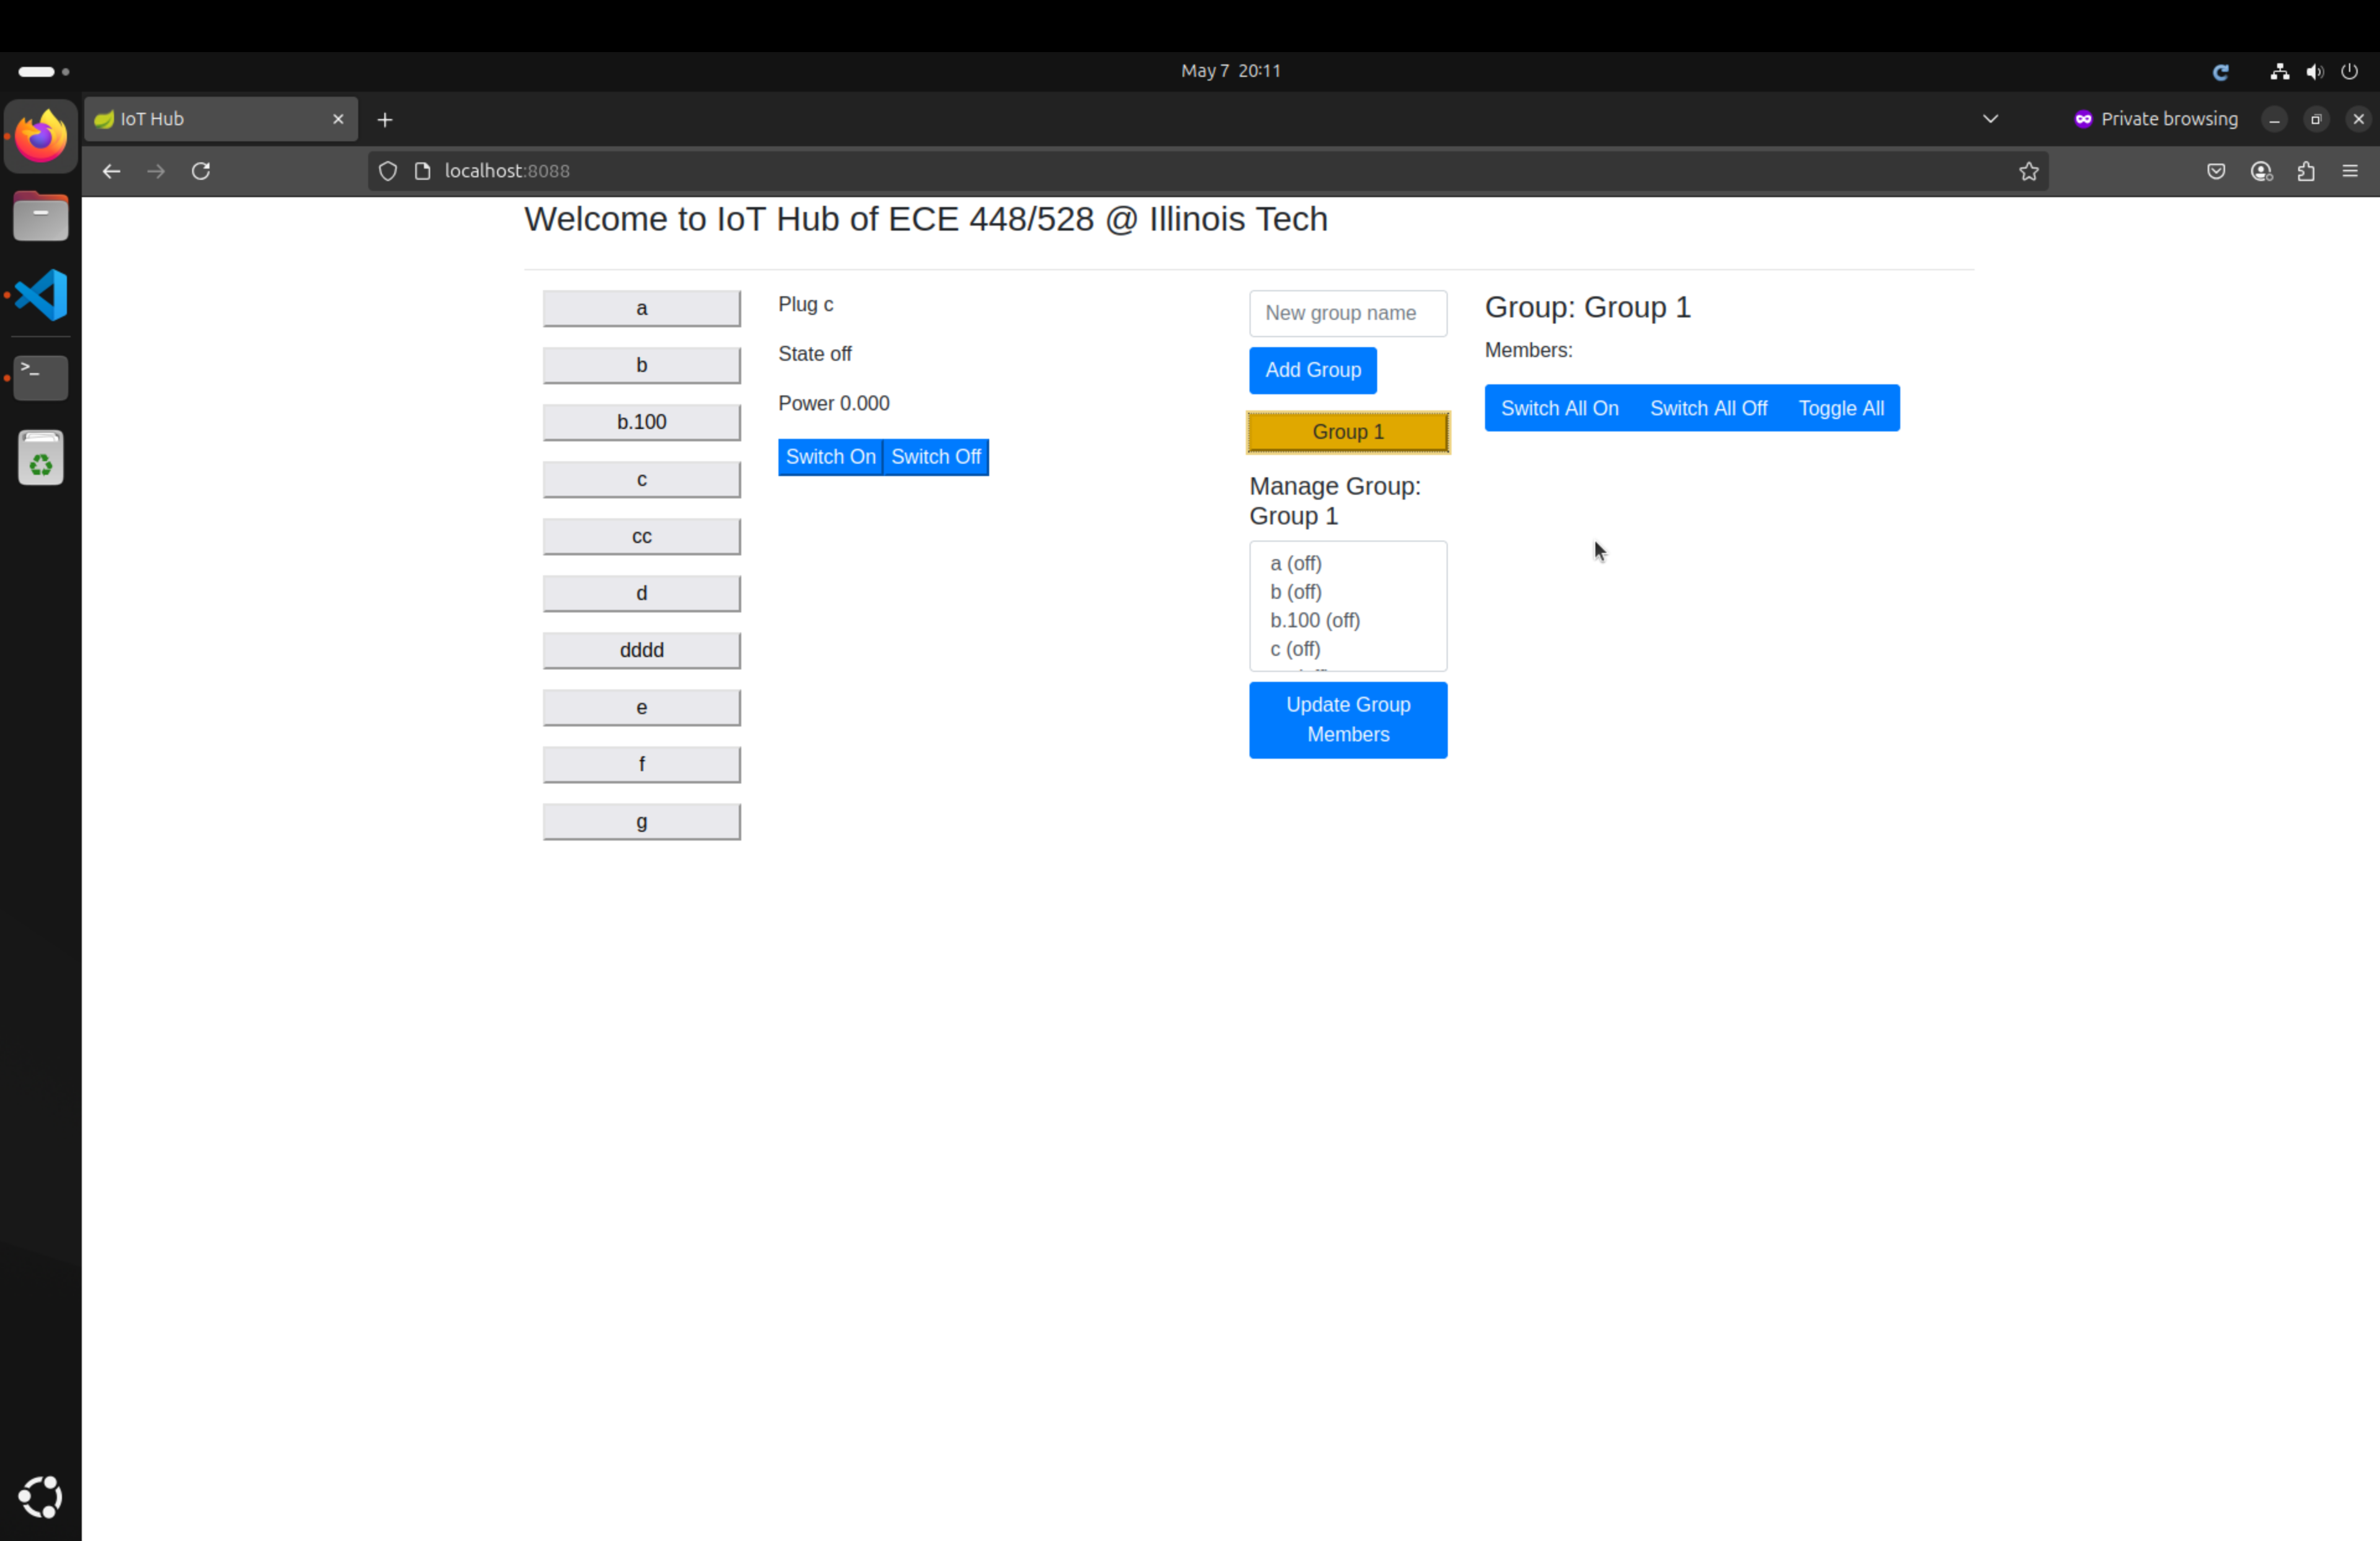 May 7 20:11
IoT Hub
Private browsing
localhost:8088
Welcome to IoT Hub of ECE 448/528 @ Illinois Tech
a
b
b.100
c
cc
d
dddd
e
f
g
Plug c
State off
Power 0.000
Switch On Switch Off
New group name
Add Group
Group 1
Manage Group:
Group 1
a (off)
b (off)
b.100 (off)
c (off)
Update Group
Members
Group: Group 1
Members:
Switch All On Switch All Off Toggle All